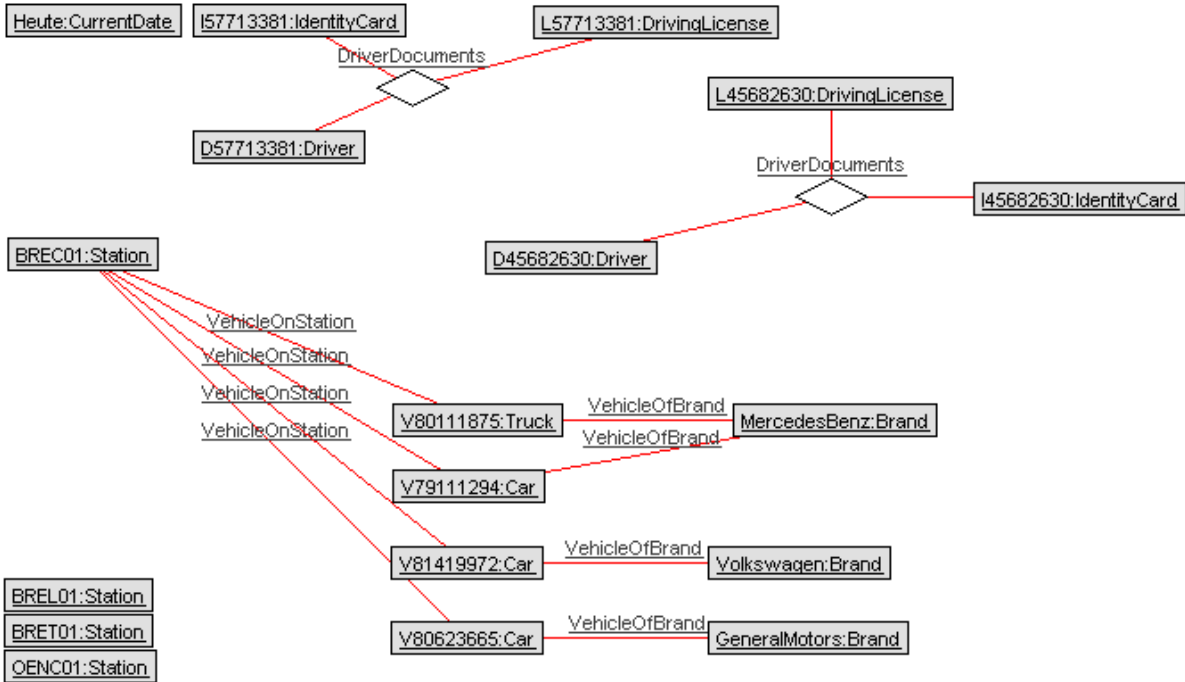 Heute:CurrentDate
I57713381:IdentityCard
L57713381:DrivingLicense
DriverDocuments
D57713381:Driver
L45682630:DrivingLicense
DriverDocuments
I45682630:IdentityCard
D45682630:Driver
BREC01:Station
VehicleOnStation
VehicleOnStation
VehicleOnStation
VehicleOnStation
V80111875:Truck
VehicleOfBrand
MercedesBenz:Brand
VehicleOfBrand
V79111294:Car
V81419972:Car
VehicleOfBrand
Volkswagen:Brand
BREL01:Station
BRET01:Station
V80623665:Car
VehicleOfBrand
GeneralMotors:Brand
OENC01:Station